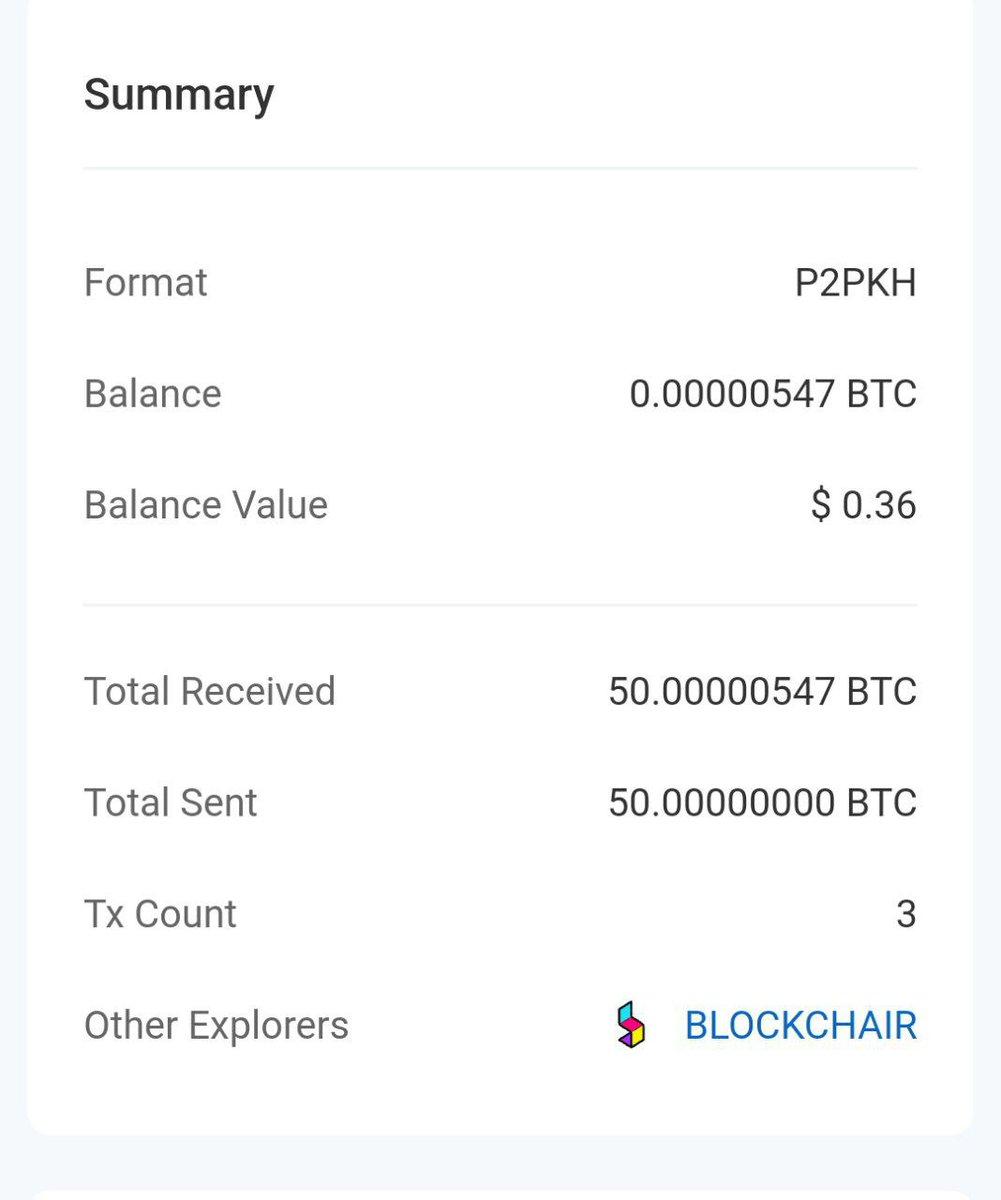 Summary
Format P2PKH
Balance 0.00000547 BTC
Balance Value $ 0.36
Total Received 50.00000547 BTC
Total Sent 50.00000000 BTC
Tx Count 3
Other Explorers BLOCKCHAIR